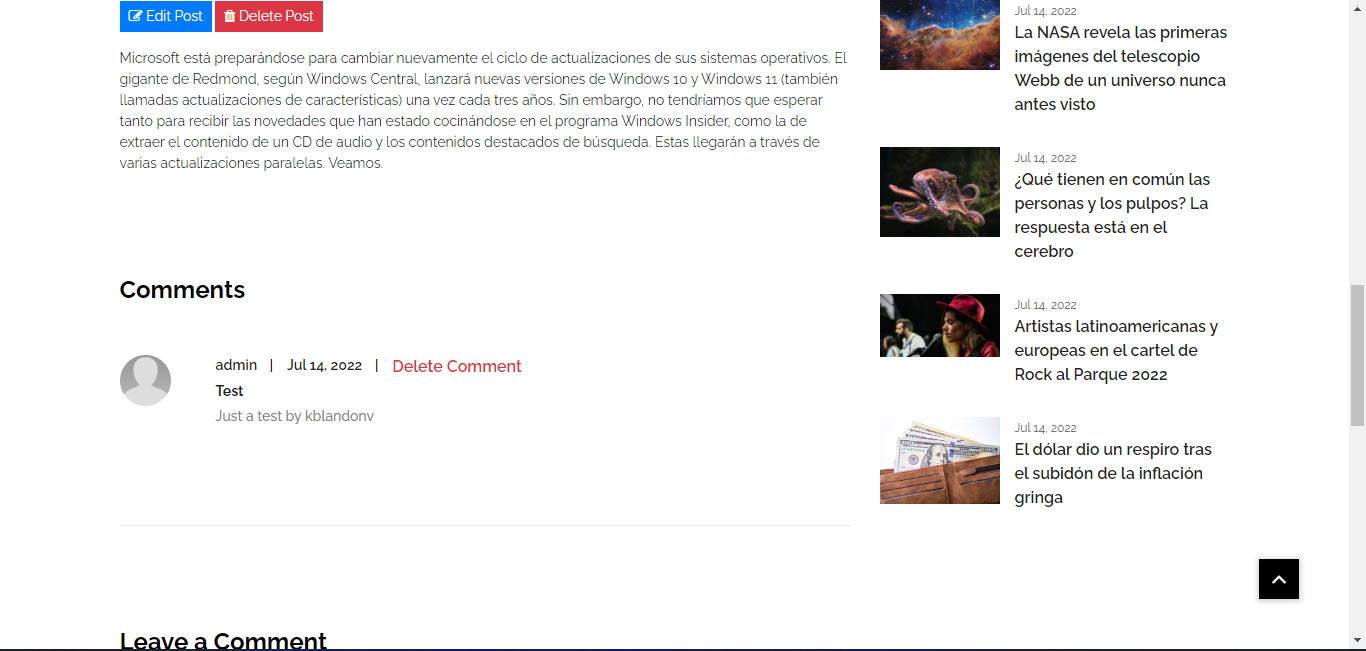 Edit Post Delete Post
Microsoft está preparándose para cambiar nuevamente el ciclo de actualizaciones de sus sistemas operativos. El
gigante de Redmond, según Windows Central, lanzará nuevas versiones de Windows 10 y Windows 11 (también
llamadas actualizaciones de características) una vez cada tres años. Sin embargo, no tendríamos que esperar
tanto para recibir las novedades que han estado cocinándose en el programa Windows Insider, como la de
extraer el contenido de un CD de audio y los contenidos destacados de búsqueda. Estas llegarán a través de
varias actualizaciones paralelas. Veamos.
Comments
admin | Jul 14, 2022 | Delete Comment
Test
Just a test by kblandonv
Leave a Comment
Jul 14, 2022
La NASA revela las primeras
imágenes del telescopio
Webb de un universo nunca
antes visto
Jul 14, 2022
¿Qué tienen en común las
personas y los pulpos? La
respuesta está en el
cerebro
Jul 14, 2022
Artistas latinoamericanas y
europeas en el cartel de
Rock al Parque 2022
Jul 14, 2022
El dólar dio un respiro tras
el subidón de la inflación
gringa